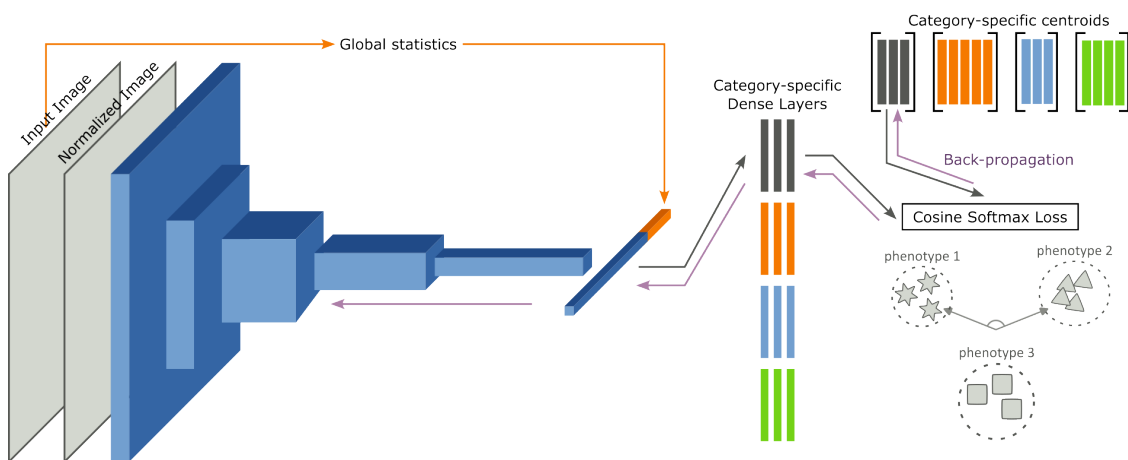 Category-specific centroids
Global statistics
Input Image
Normalized Image
Category-specific
Dense Layers
Back-propagation
Cosine Softmax Loss
phenotype 1
phenotype 2
phenotype 3